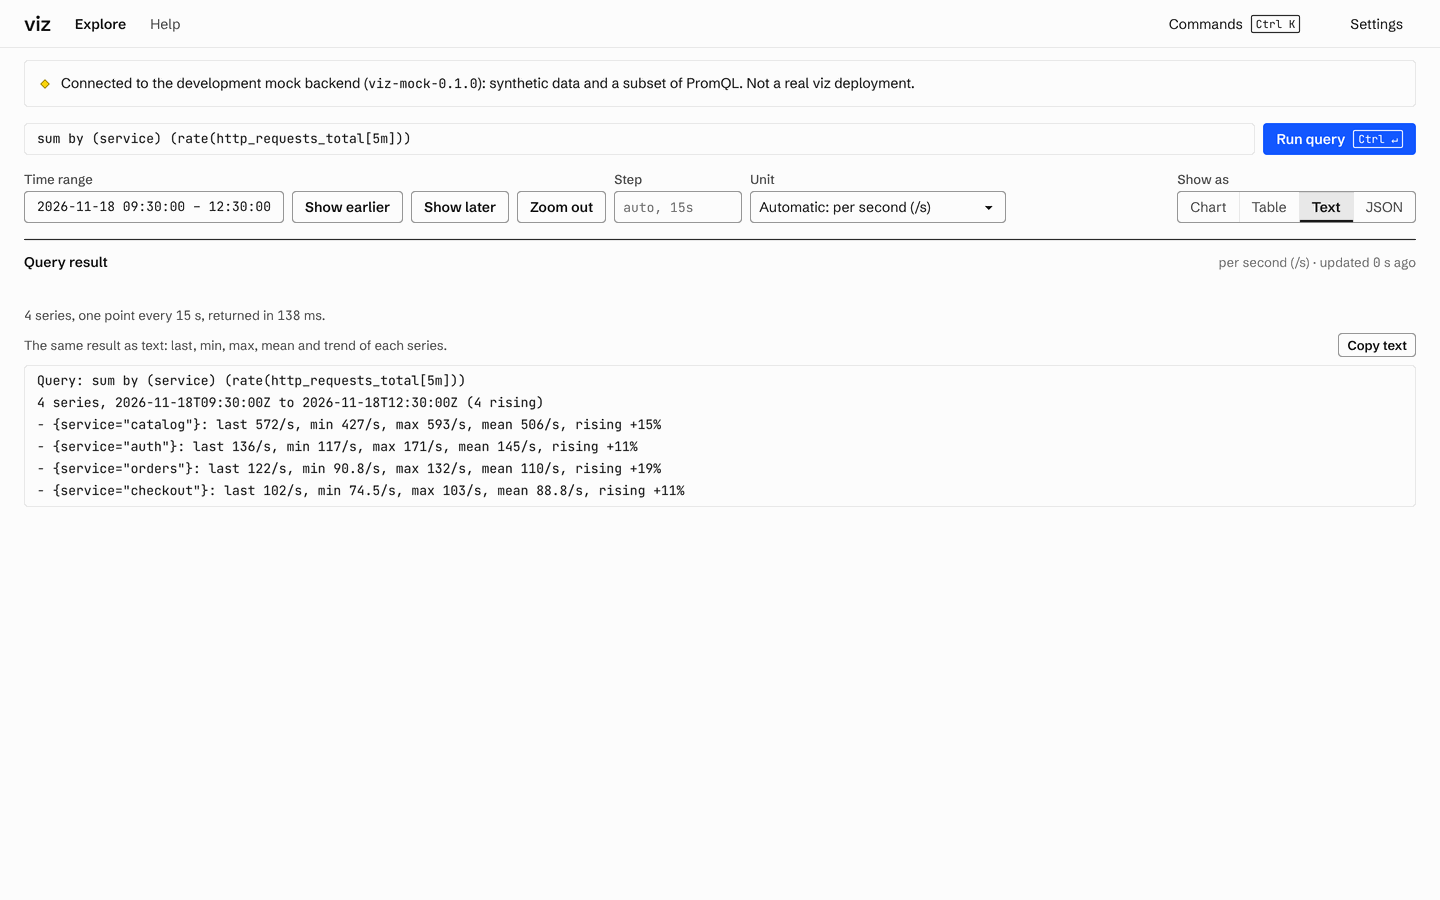 viz Explore Help Commands Ctrl K Settings
Connected to the development mock backend (viz-mock-0.1.0): synthetic data and a subset of PromQL. Not a real viz deployment.
sum by (service) (rate(http_requests_total[5m])) Run query Ctrl ↵
Time range Step Unit Show as
2026-11-18 09:30:00 – 12:30:00 Show earlier Show later Zoom out auto, 15s Automatic: per second (/s) Chart Table Text JSON
Query result per second (/s) · updated 0 s ago
4 series, one point every 15 s, returned in 138 ms.
The same result as text: last, min, max, mean and trend of each series. Copy text
Query: sum by (service) (rate(http_requests_total[5m]))
4 series, 2026-11-18T09:30:00Z to 2026-11-18T12:30:00Z (4 rising)
- {service="catalog"}: last 572/s, min 427/s, max 593/s, mean 506/s, rising +15%
- {service="auth"}: last 136/s, min 117/s, max 171/s, mean 145/s, rising +11%
- {service="orders"}: last 122/s, min 90.8/s, max 132/s, mean 110/s, rising +19%
- {service="checkout"}: last 102/s, min 74.5/s, max 103/s, mean 88.8/s, rising +11%